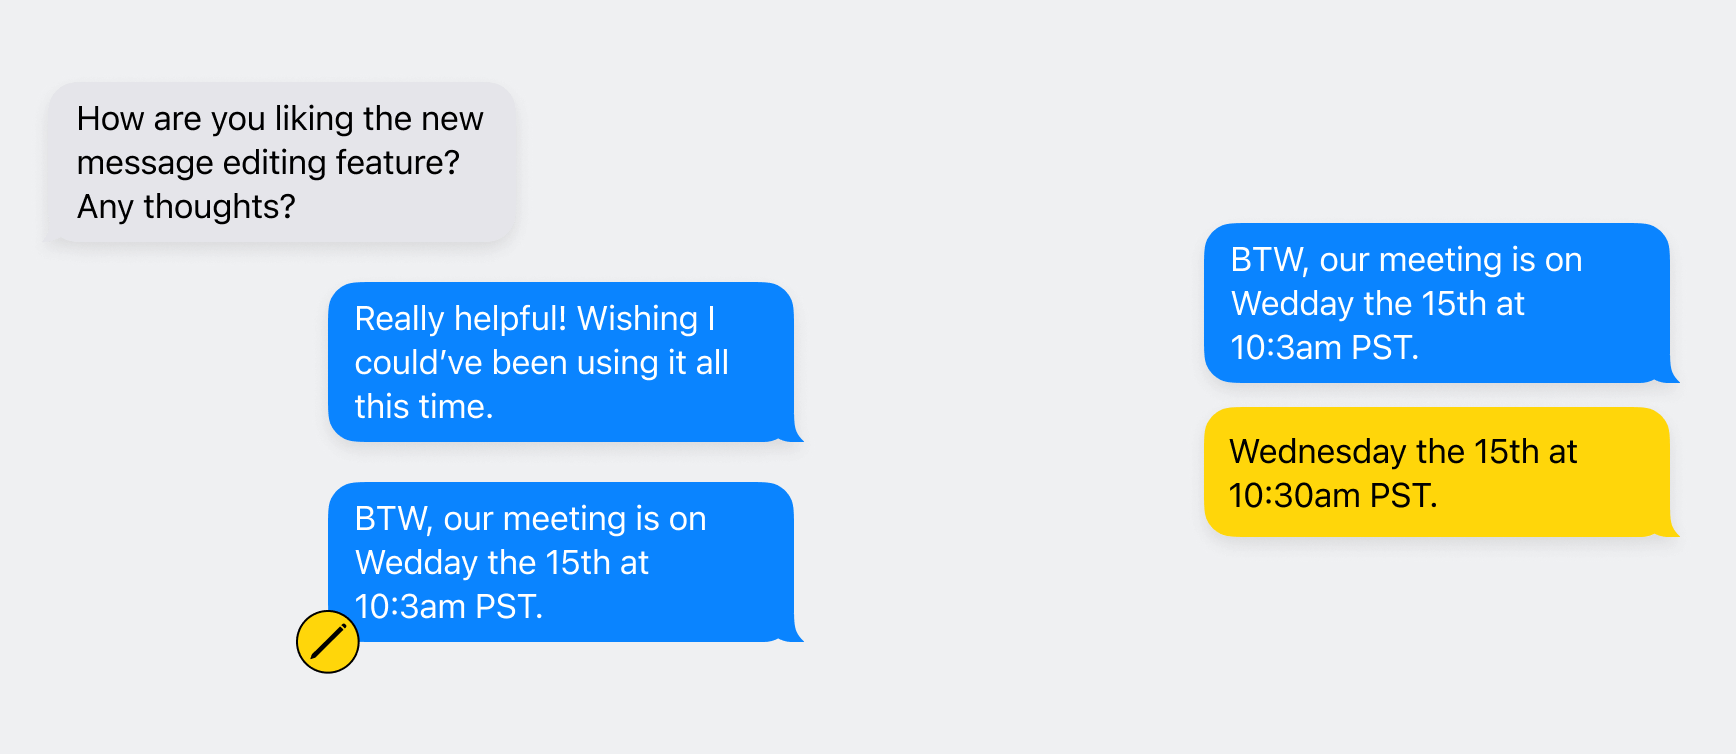 How are you liking the new
message editing feature?
Any thoughts?
Really helpful! Wishing I
could’ve been using it all
this time.
BTW, our meeting is on
Wedday the 15th at
10:3am PST.
BTW, our meeting is on
Wedday the 15th at
10:3am PST.
Wednesday the 15th at
10:30am PST.